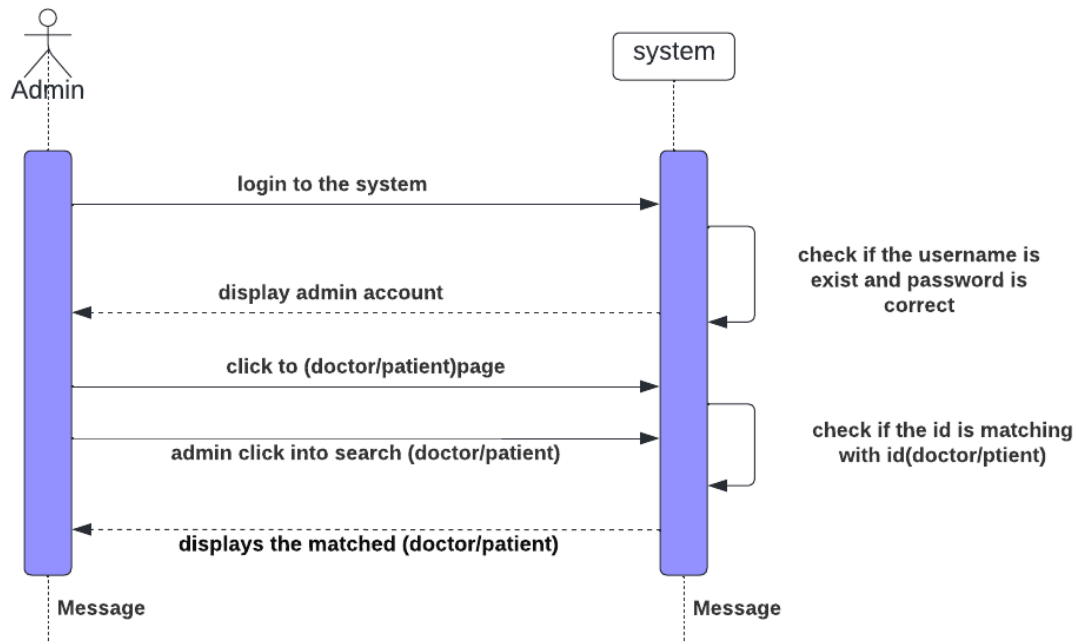 Admin
system
login to the system
check if the username is
exist and password is
correct
display admin account
click to (doctor/patient)page
check if the id is matching
with id(doctor/ptient)
admin click into search (doctor/patient)
displays the matched (doctor/patient)
Message
Message